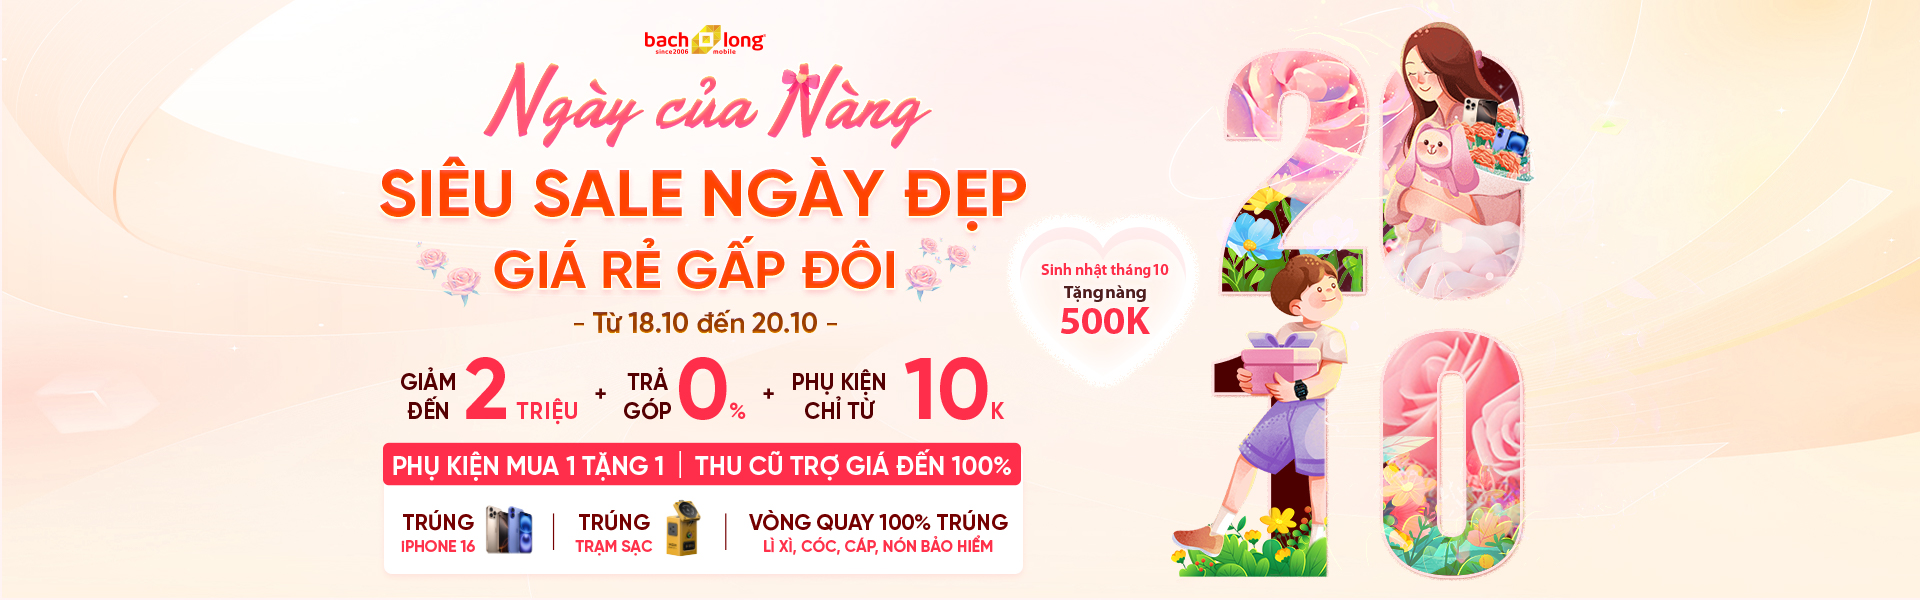 bach long
since 2006 mobile
Ngày của Nàng
SIÊU SALE NGÀY ĐẸP
GIÁ RẺ GẤP ĐÔI
- Từ 18.10 đến 20.10 -
Sinh nhật tháng 10
Tặng nàng
500K
GIẢM ĐẾN 2 TRIỆU + TRẢ GÓP 0% + PHỤ KIỆN CHỈ TỪ 10K
PHỤ KIỆN MUA 1 TẶNG 1 | THU CŨ TRỢ GIÁ ĐẾN 100%
TRÚNG
iPHONE 16
TRÚNG
TRẠM SẠC
VÒNG QUAY 100% TRÚNG
LÌ XÌ, CÓC, CÁP, NÓN BẢO HIỂM
20
10